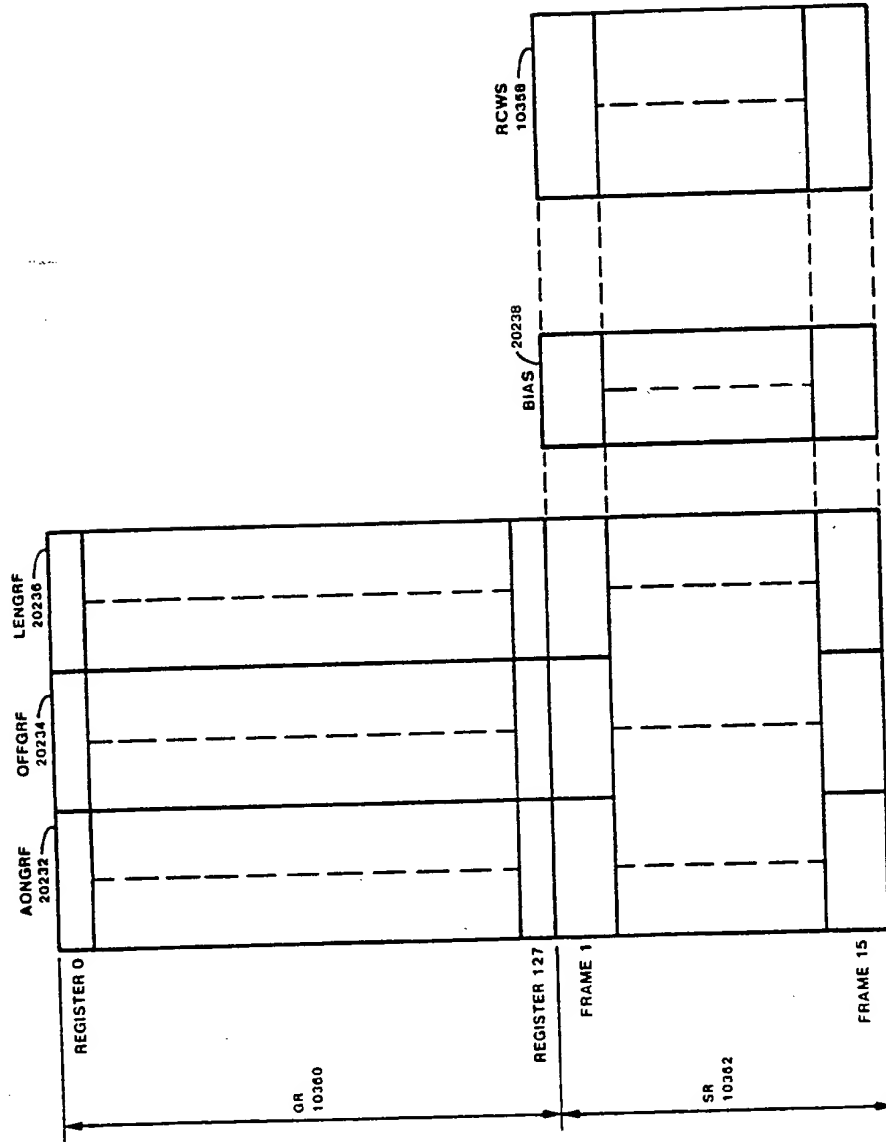 AONGRF
20232
OFFGRF
20234
LENGRF
20236
REGISTER 0
GR
10360
REGISTER 127
FRAME 1
SR
10362
FRAME 15
BIAS
20238
RCWS
10358